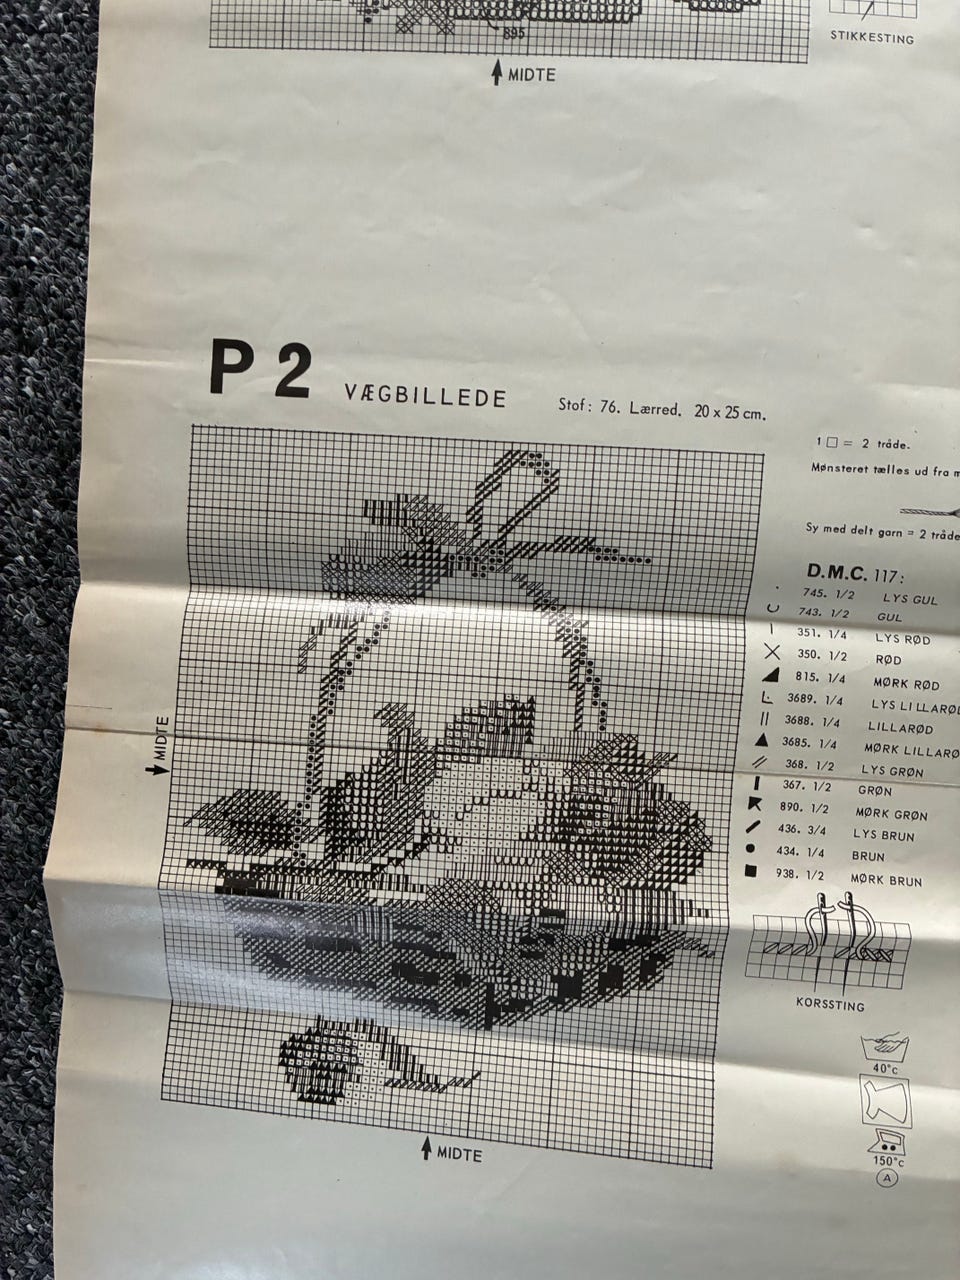 895
STIKKESTING
MIDTE
P 2 VÆGBILLEDE Stof: 76. Lærred. 20 x 25 cm.
1 □ = 2 tråde.
Mønsteret tælles ud fra
Sy med delt garn = 2 tråde
D.M.C. 117:
745. 1/2 LYS GUL
743. 1/2 GUL
351. 1/4 LYS RØD
350. 1/2 RØD
815. 1/4 MØRK RØD
3689. 1/4 LYS LILLARØD
3688. 1/4 LILLARØD
3685. 1/4 MØRK LILLARØ
368. 1/2 LYS GRØN
367. 1/2 GRØN
890. 1/2 MØRK GRØN
436. 3/4 LYS BRUN
434. 1/4 BRUN
938. 1/2 MØRK BRUN
MIDTE
KORSSTING
40°c
150°c
A
MIDTE